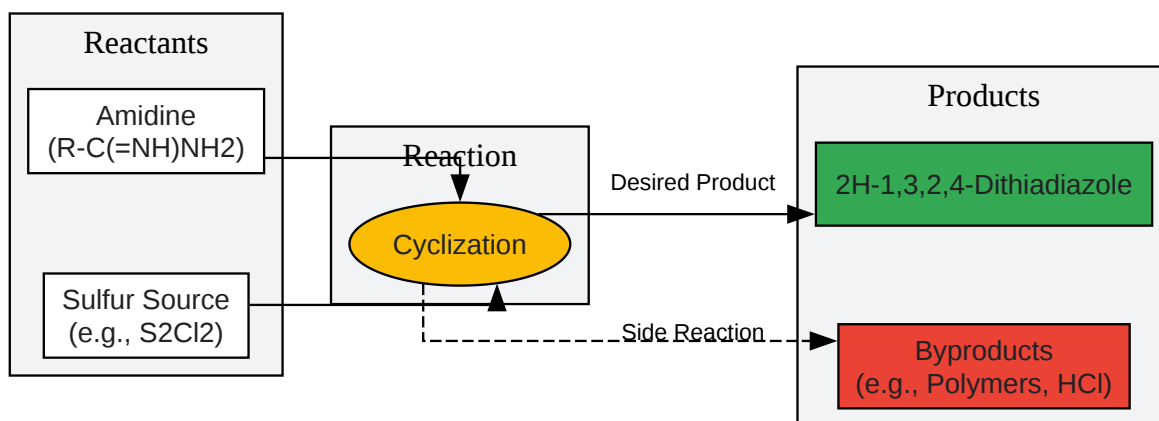 Reactants
Amidine
(R-C(=NH)NH2)
Sulfur Source
(e.g., S2Cl2)
Reaction
Cyclization
Desired Product
Side Reaction
Products
2H-1,3,2,4-Dithiadiazole
Byproducts
(e.g., Polymers, HCl)